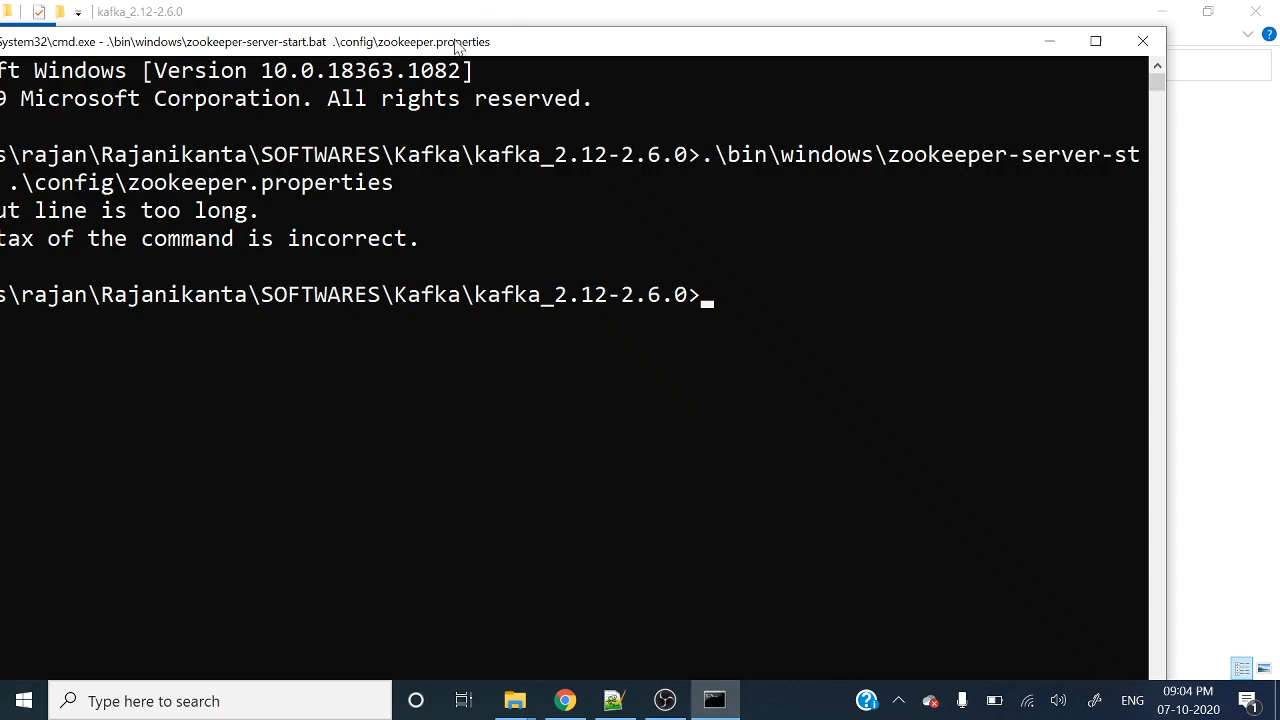 kafka_2.12-2.6.0
System32\cmd.exe - .\bin\windows\zookeeper-server-start.bat .\config\zookeeper.properties
ft Windows [Version 10.0.18363.1082]
9 Microsoft Corporation. All rights reserved.
s\rajan\Rajanikanta\SOFTWARES\Kafka\kafka_2.12-2.6.0>.\bin\windows\zookeeper-server-st
.\config\zookeeper.properties
ut line is too long.
tax of the command is incorrect.
s\rajan\Rajanikanta\SOFTWARES\Kafka\kafka_2.12-2.6.0>
Type here to search
ENG
09:04 PM
07-10-2020
1